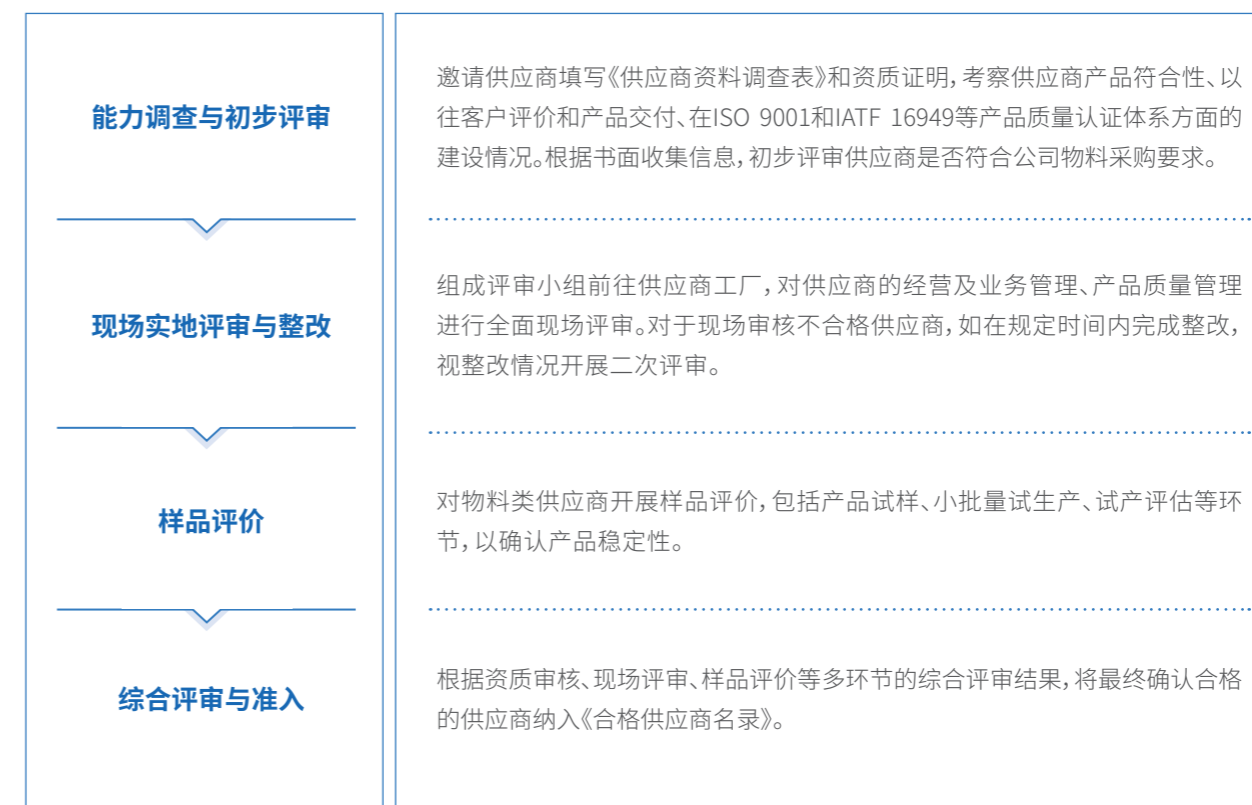 能力调查与初步评审
邀请供应商填写《供应商资料调查表》和资质证明，考察供应商产品符合性、以
往客户评价和产品交付、在ISO 9001和IATF 16949等产品质量认证体系方面的
建设情况。根据书面收集信息，初步评审供应商是否符合公司物料采购要求。
现场实地评审与整改
组成评审小组前往供应商工厂，对供应商的经营及业务管理、产品质量管理
进行全面现场评审。对于现场审核不合格供应商，如在规定时间内完成整改，
视整改情况开展二次评审。
样品评价
对物料类供应商开展样品评价，包括产品试样、小批量试生产、试产评估等环
节，以确认产品稳定性。
综合评审与准入
根据资质审核、现场评审、样品评价等多环节的综合评审结果，将最终确认合格
的供应商纳入《合格供应商名录》。